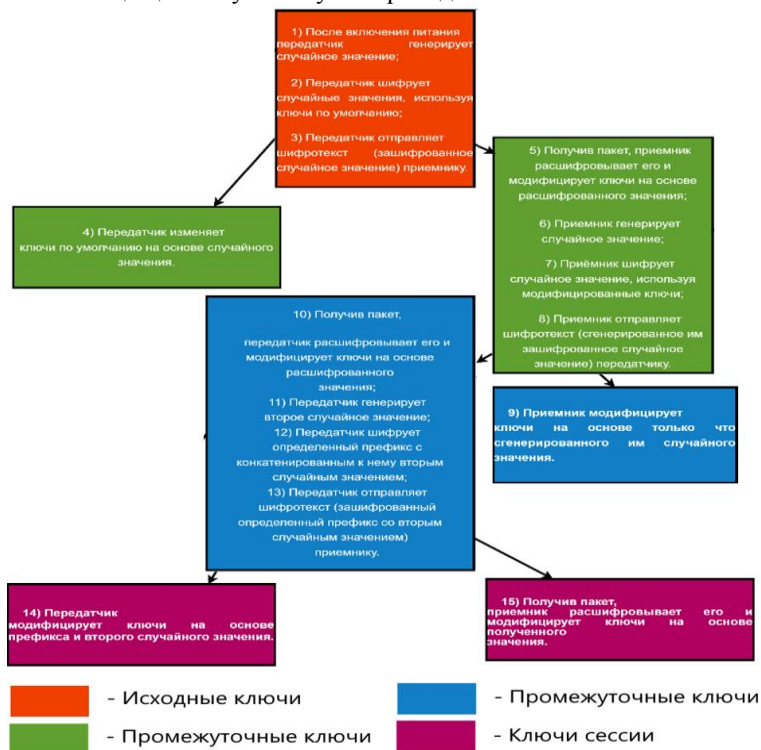 1) После включения питания
передатчик генерирует
случайное значение;
2) Передатчик шифрует
случайные значения, используя
ключи по умолчанию;
3) Передатчик отправляет
шифротекст (зашифрованное
случайное значение) приемнику.
4) Передатчик изменяет
ключи по умолчанию на основе случайного
значения.
5) Получив пакет, приемник
расшифровывает его и
модифицирует ключи на основе
расшифрованного значения;
6) Приемник генерирует
случайное значение;
7) Приёмник шифрует
случайное значение, используя
модифицированные ключи;
8) Приемник отправляет
шифротекст (сгенерированное им
зашифрованное случайное
значение) передатчику.
9) Приемник модифицирует
ключи на основе только что
сгенерированного им случайного
значения.
10) Получив пакет,
передатчик расшифровывает его и
модифицирует ключи на основе
расшифрованного
значения;
11) Передатчик генерирует
второе случайное значение;
12) Передатчик шифрует
определенный префикс с
конкатенированным к нему вторым
случайным значением;
13) Передатчик отправляет
шифротекст (зашифрованный
определенный префикс со вторым
случайным значением)
приемнику.
14) Передатчик
модифицирует ключи на основе
префикса и второго случайного значения.
15) Получив пакет,
приемник расшифровывает его и
модифицирует ключи на основе
полученного
значения.
- Исходные ключи
- Промежуточные ключи
- Промежуточные ключи
- Ключи сессии